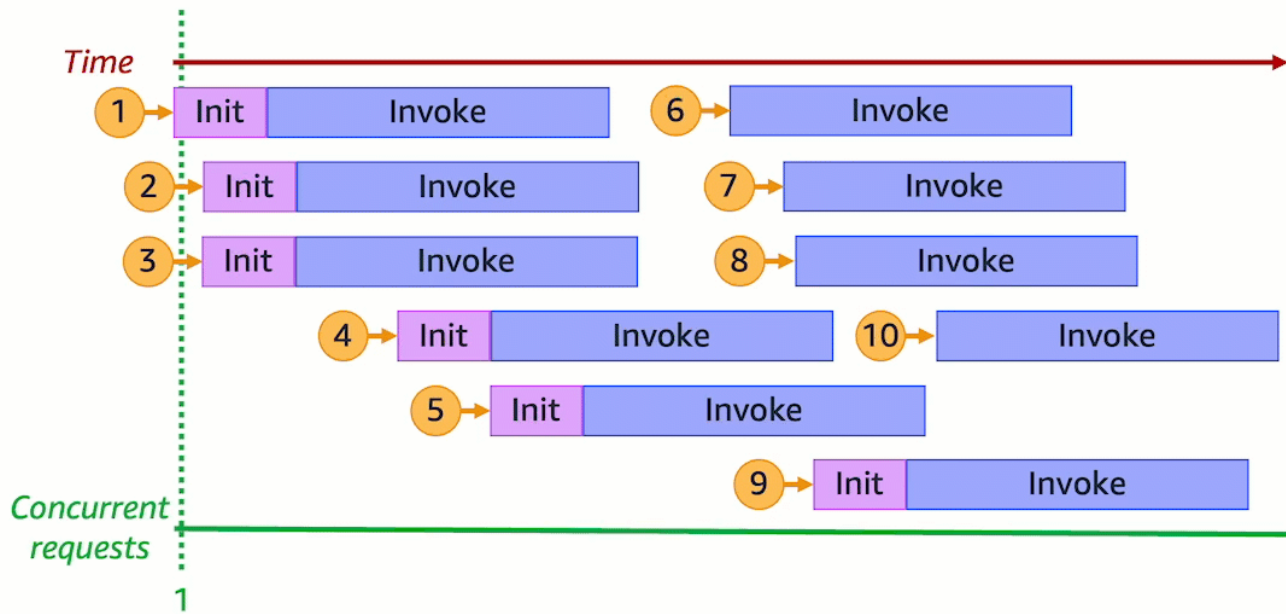 Time
1 Init Invoke 6 Invoke
2 Init Invoke 7 Invoke
3 Init Invoke 8 Invoke
4 Init Invoke 10 Invoke
5 Init Invoke
9 Init Invoke
Concurrent
requests
1